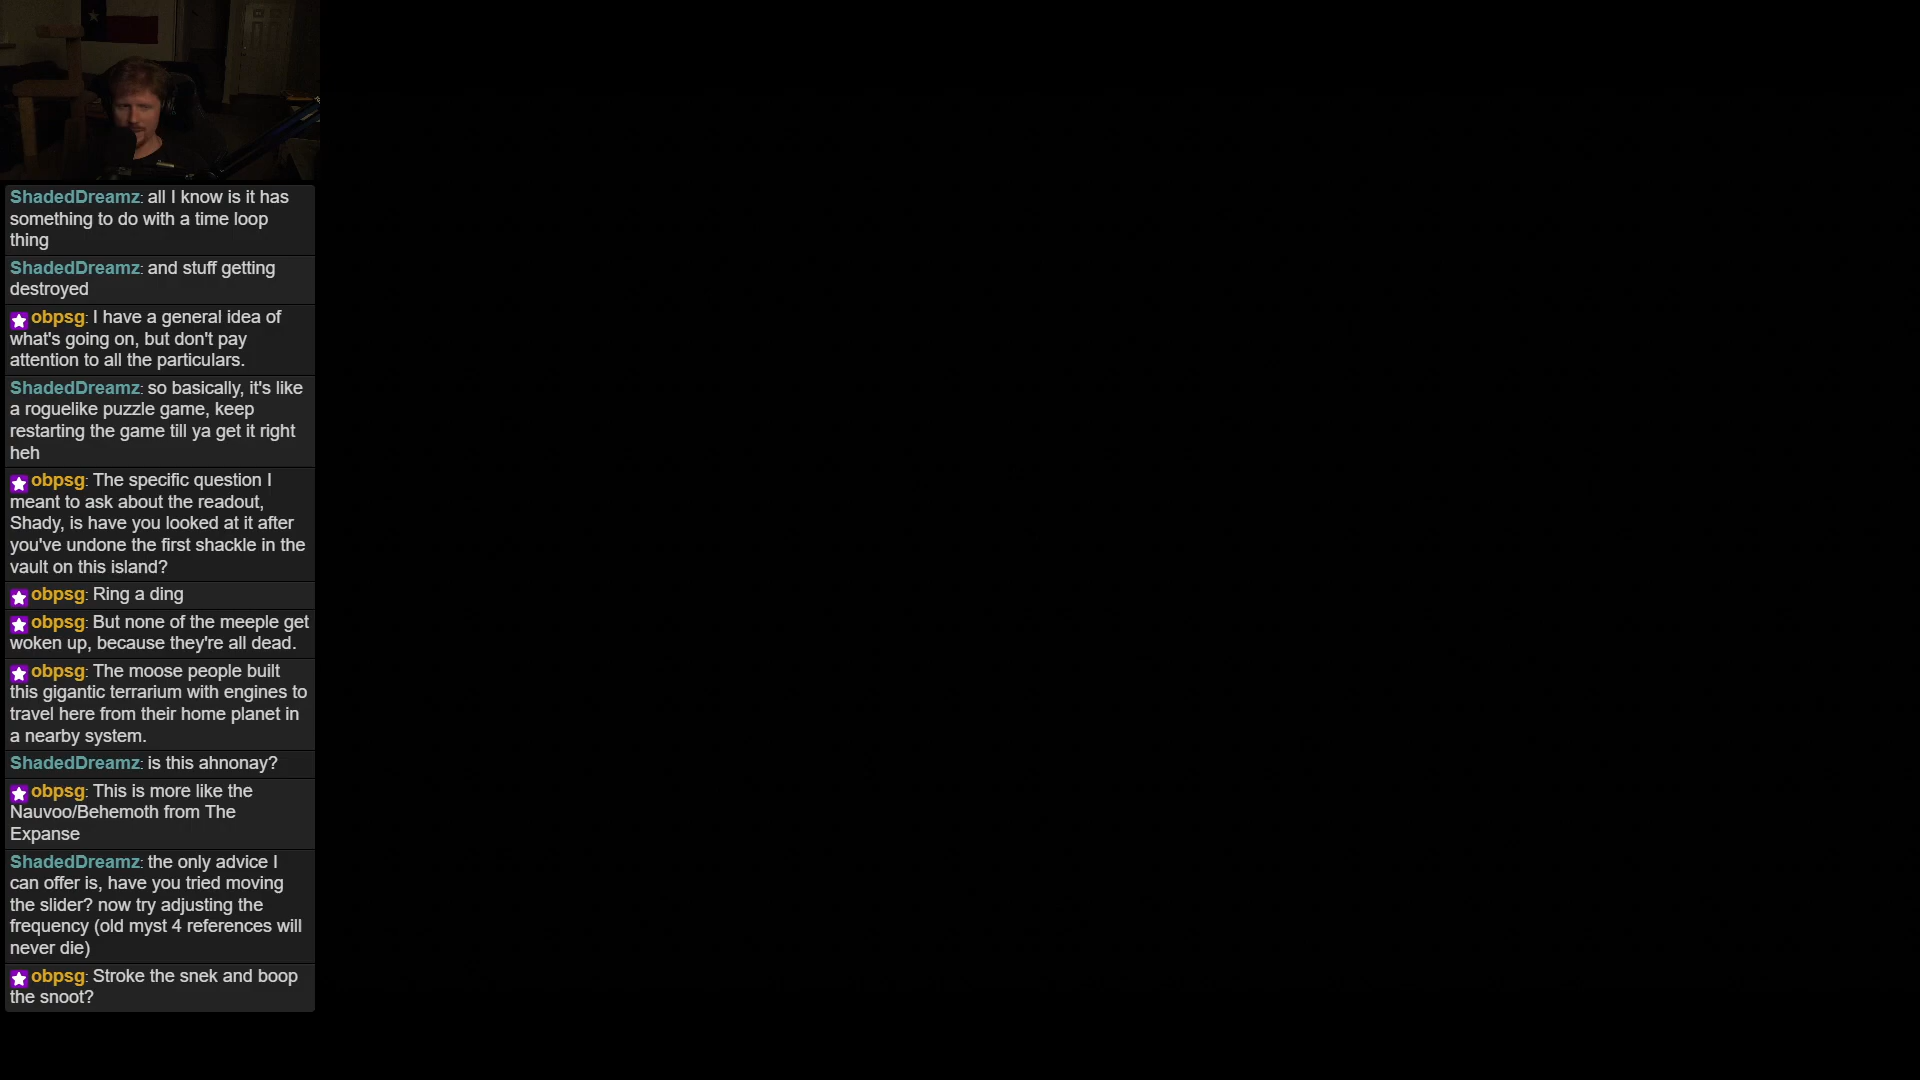 ShadedDreamz: all I know is it has
something to do with a time loop
thing
ShadedDreamz: and stuff getting
destroyed
obpsg: I have a general idea of
what's going on, but don't pay
attention to all the particulars.
ShadedDreamz: so basically, it's like
a roguelike puzzle game, keep
restarting the game till ya get it right
heh
obpsg: The specific question I
meant to ask about the readout,
Shady, is have you looked at it after
you've undone the first shackle in the
vault on this island?
obpsg: Ring a ding
obpsg: But none of the meeple get
woken up, because they're all dead.
obpsg: The moose people built
this gigantic terrarium with engines to
travel here from their home planet in
a nearby system.
ShadedDreamz: is this ahnonay?
obpsg: This is more like the
Nauvoo/Behemoth from The
Expanse
ShadedDreamz: the only advice I
can offer is, have you tried moving
the slider? now try adjusting the
frequency (old myst 4 references will
never die)
obpsg: Stroke the snek and boop
the snoot?